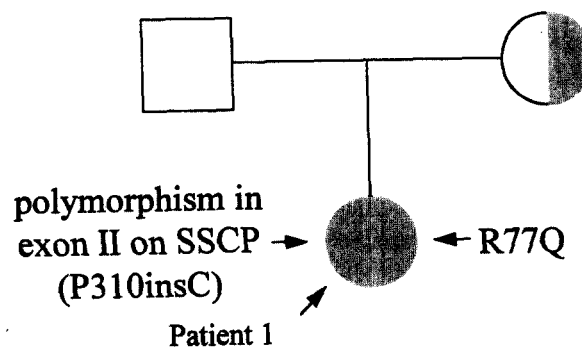 polymorphism in
exon II on SSCP
(P310insC)
R77Q
Patient 1